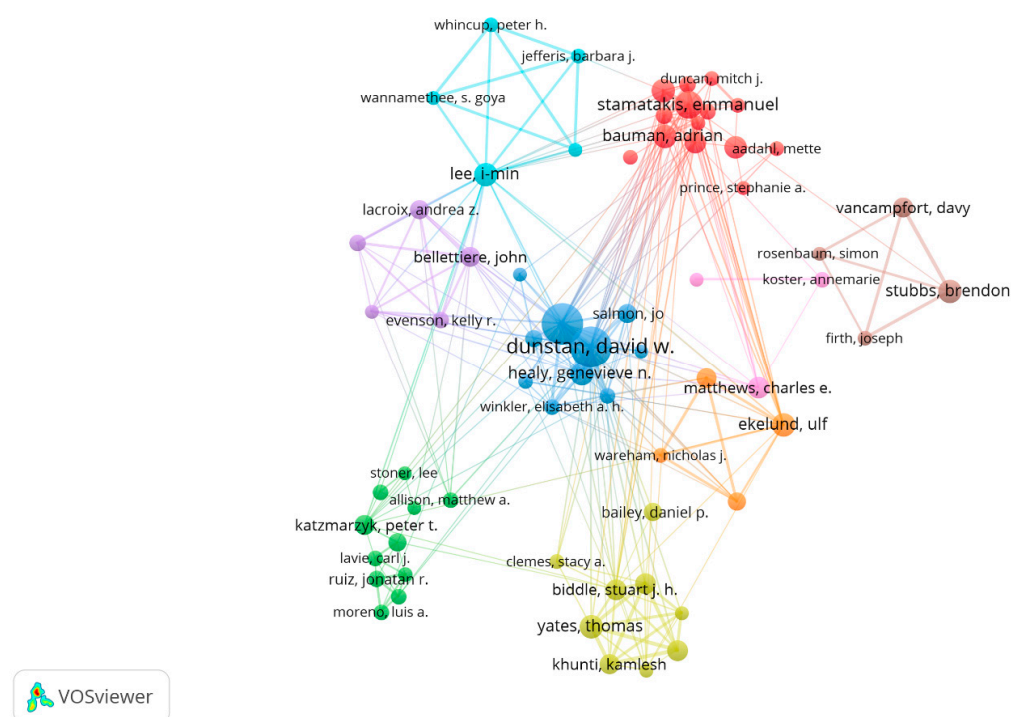 whincup, peter h.
jefferis, barbara j.
duncan, mitch j.
wannamethee, s. goya
stamatakis, emmanuel
bauman, adrian
aadahl, mette
lee, i-min
prince, stephanie a.
lacroix, andrea z.
vancampfort, davy
bellettiere, john
rosenbaum, simon
koster, annemarie
stubbs, brendon
salmon, jo
evenson, kelly r.
firth, joseph
dunstan, david w.
healy, genevieve n.
matthews, charles e.
winkler, elisabeth a. h.
ekelund, ulf
wareham, nicholas j.
stoner, lee
allison, matthew a.
bailey, daniel p.
katzmarzyk, peter t.
lavie, carl j.
clemes, stacy a.
ruiz, jonatan r.
biddle, stuart j. h.
moreno, luis a.
yates, thomas
khunti, kamlesh
VOSviewer